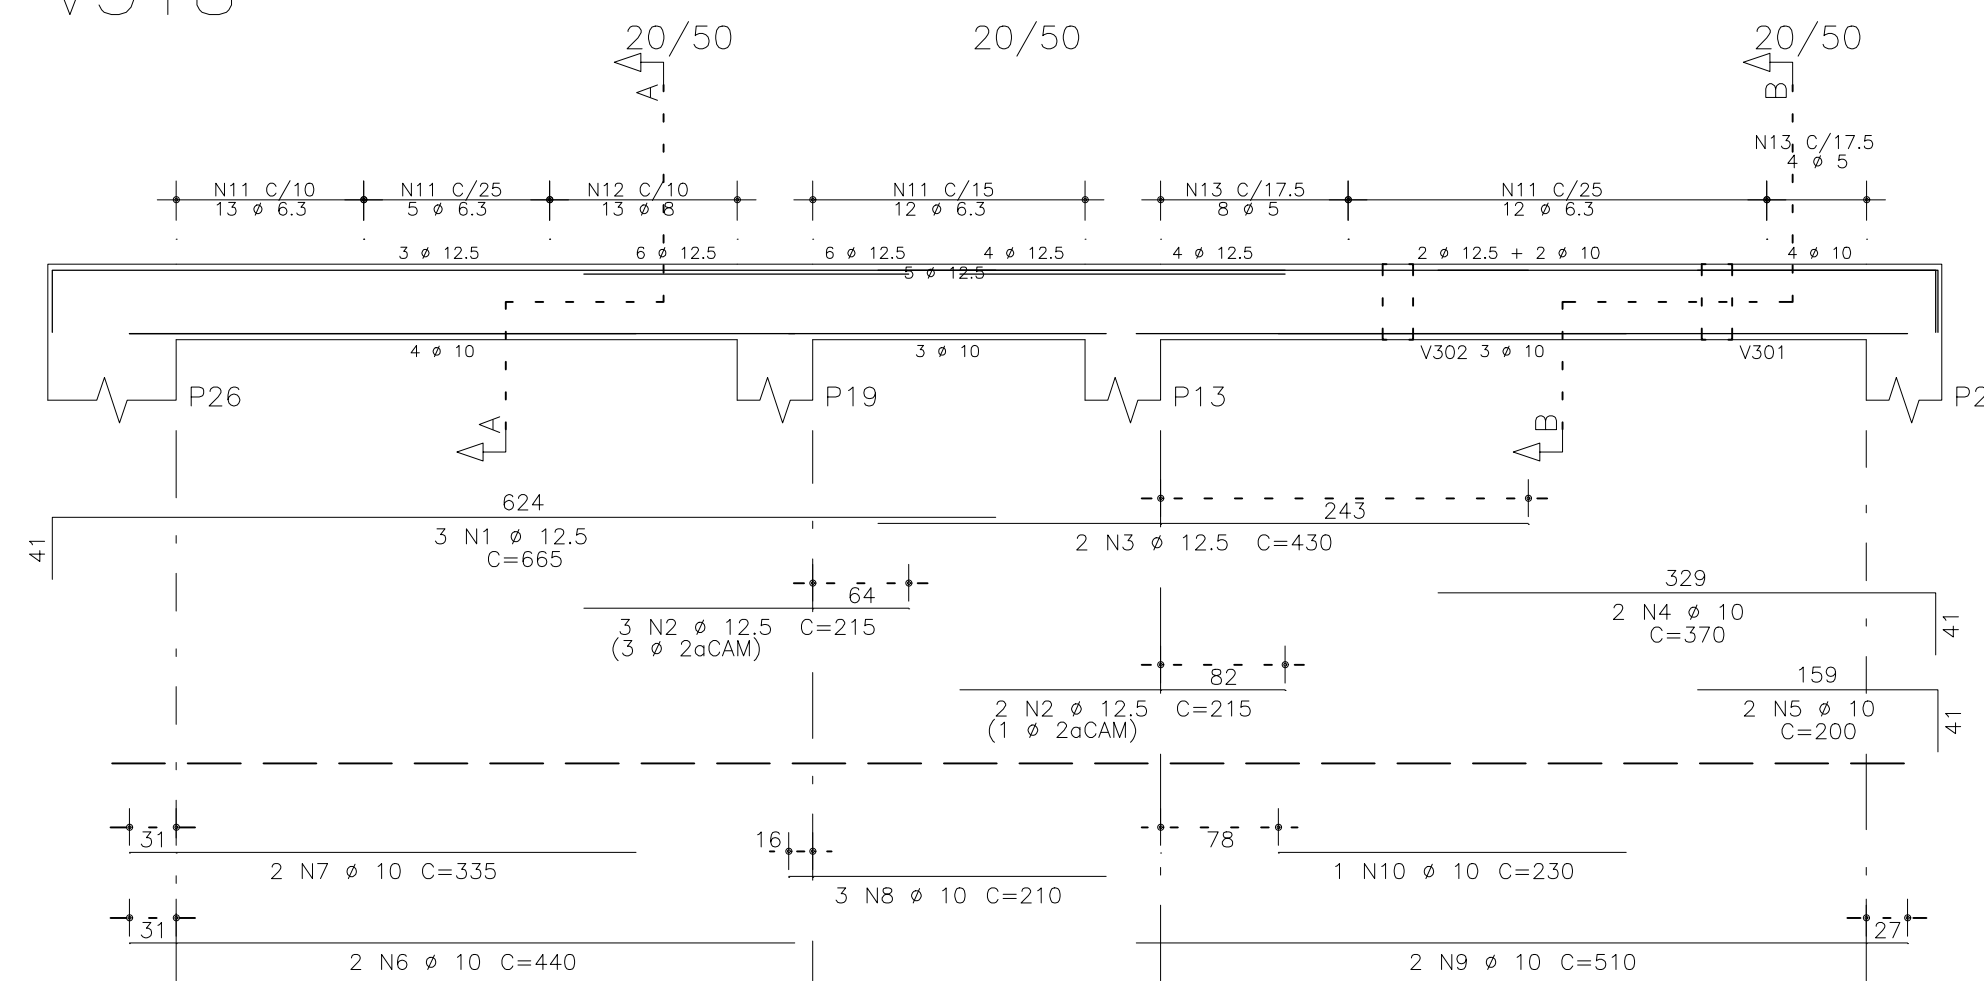 20/50 20/50 20/50
A B
N13 C/17.5
4 ø 5
N11 C/10 N11 C/25 N12 C/10 N11 C/15 N13 C/17.5 N11 C/25
13 ø 6.3 5 ø 6.3 13 ø 8 12 ø 6.3 8 ø 5 12 ø 6.3
3 ø 12.5 6 ø 12.5 6 ø 12.5 4 ø 12.5 4 ø 12.5 2 ø 12.5 + 2 ø 10 4 ø 10
5 ø 12.5
4 ø 10 3 ø 10 V302 3 ø 10 V301
P26 P19 P13
A B
624
3 N1 ø 12.5
C=665
41
243
2 N3 ø 12.5 C=430
64
3 N2 ø 12.5 C=215
(3 ø 2aCAM)
329
2 N4 ø 10
C=370
41
82
2 N2 ø 12.5 C=215
(1 ø 2aCAM)
159
2 N5 ø 10
C=200
41
31
2 N7 ø 10 C=335
16
3 N8 ø 10 C=210
78
1 N10 ø 10 C=230
31
2 N6 ø 10 C=440
27
2 N9 ø 10 C=510